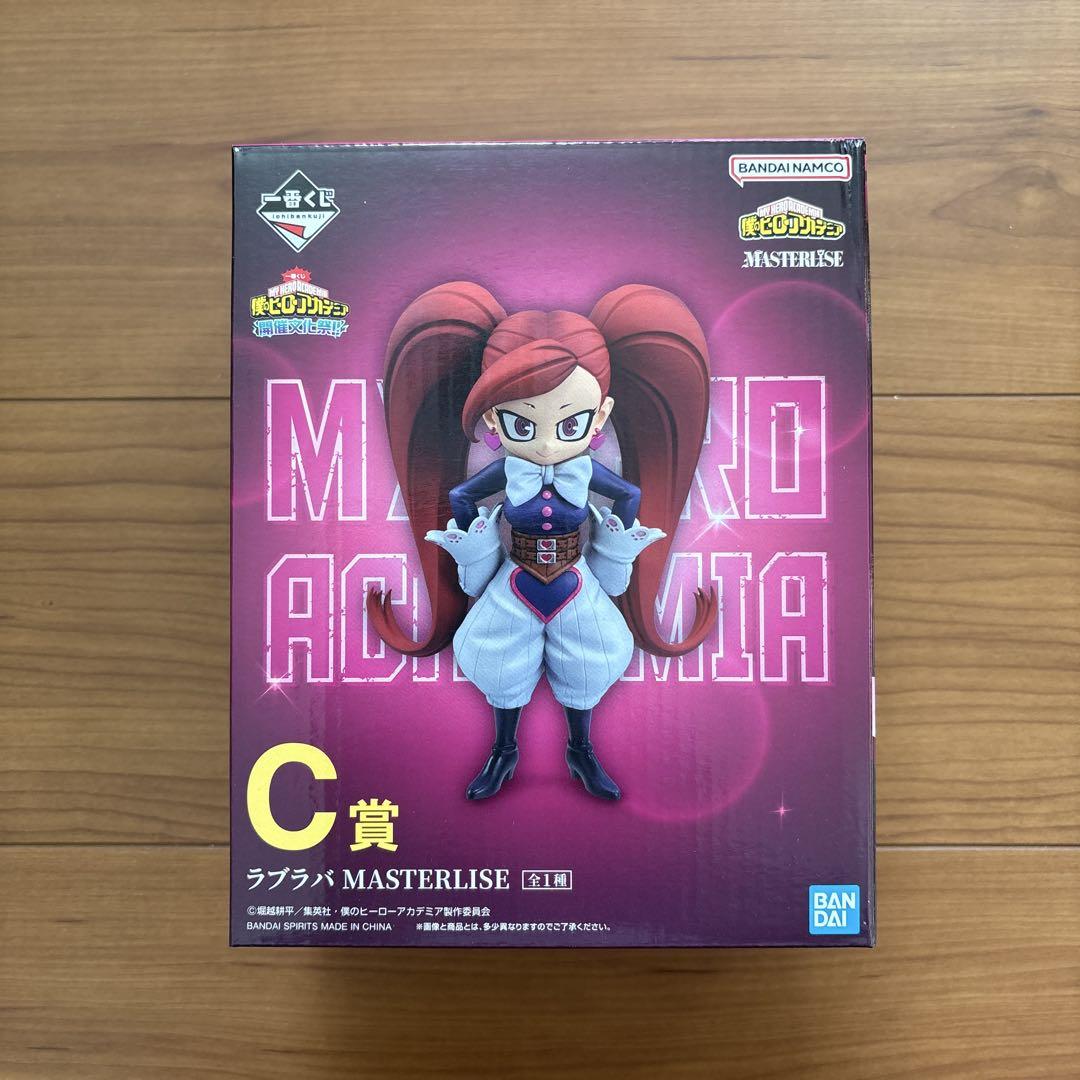 一番くじ
ichibankuji
BANDAI NAMCO
MY HERO ACADEMIA
僕のヒーローアカデミア
MASTERLISE
一番くじ
MY HERO ACADEMIA
僕のヒーローアカデミア
開催文化祭!!
M RO
AC MIA
C賞
ラブラバ MASTERLISE 全1種
©堀越耕平／集英社・僕のヒーローアカデミア製作委員会
BANDAI SPIRITS MADE IN CHINA ※画像と商品とは、多少異なりますのでご了承ください。
BAN
DAI